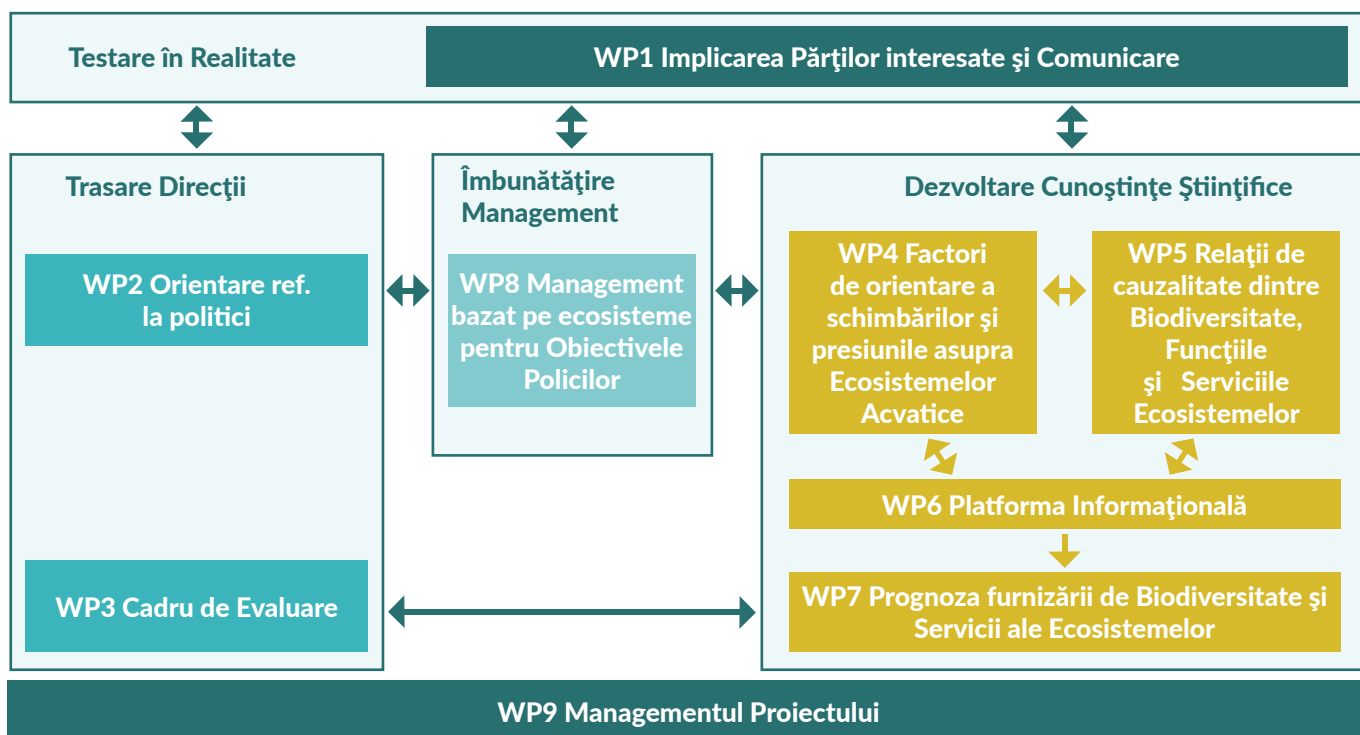 Testare în Realitate
WP1 Implicarea Părţilor interesate şi Comunicare
Trasare Direcţii
WP2 Orientare ref.
la politici
WP3 Cadru de Evaluare
Îmbunătăţire
Management
WP8 Management
bazat pe ecosisteme
pentru Obiectivele
Policilor
Dezvoltare Cunoştinţe Ştiinţifice
WP4 Factori
de orientare a
schimbărilor şi
presiunile asupra
Ecosistemelor
Acvatice
WP5 Relaţii de
cauzalitate dintre
Biodiversitate,
Funcţiile
şi Serviciile
Ecosistemelor
WP6 Platforma Informaţională
WP7 Prognoza furnizării de Biodiversitate şi
Servicii ale Ecosistemelor
WP9 Managementul Proiectului